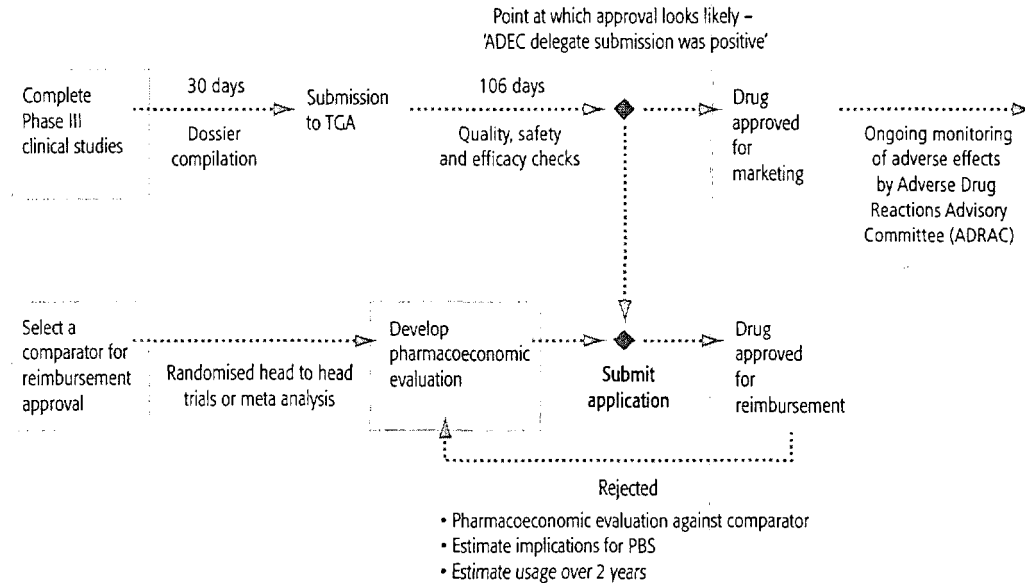 Point at which approval looks likely –
‘ADEC delegate submission was positive’
Complete
Phase III
clinical studies
30 days
Dossier
compilation
Submission
to TGA
106 days
Quality, safety
and efficacy checks
Drug
approved
for
marketing
Ongoing monitoring
of adverse effects
by Adverse Drug
Reactions Advisory
Committee (ADRAC)
Select a
comparator for
reimbursement
approval
Randomised head to head
trials or meta analysis
Develop
pharmacoeconomic
evaluation
Submit
application
Drug
approved
for
reimbursement
Rejected
• Pharmacoeconomic evaluation against comparator
• Estimate implications for PBS
• Estimate usage over 2 years